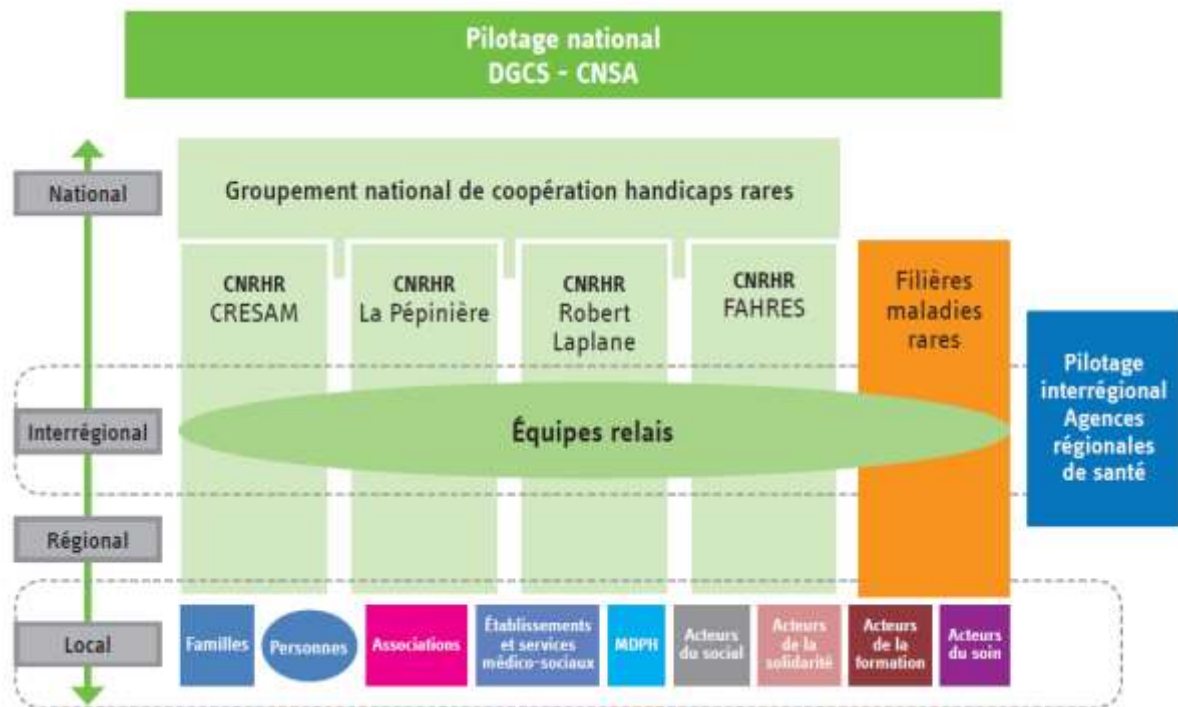 Pilotage national
DGCS - CNSA
National
Groupement national de coopération handicaps rares
CNRHR
CRESAM
CNRHR
La Pépinière
CNRHR
Robert
Laplane
CNRHR
FAHRES
Filières
maladies
rares
Pilotage
interrégional
Agences
régionales
de santé
Interrégional
Équipes relais
Régional
Local
Familles
Personnes
Associations
Établissements
et services
médico-sociaux
MDPH
Acteurs
du social
Acteurs
de la
solidarité
Acteurs
de la
formation
Acteurs
du soin